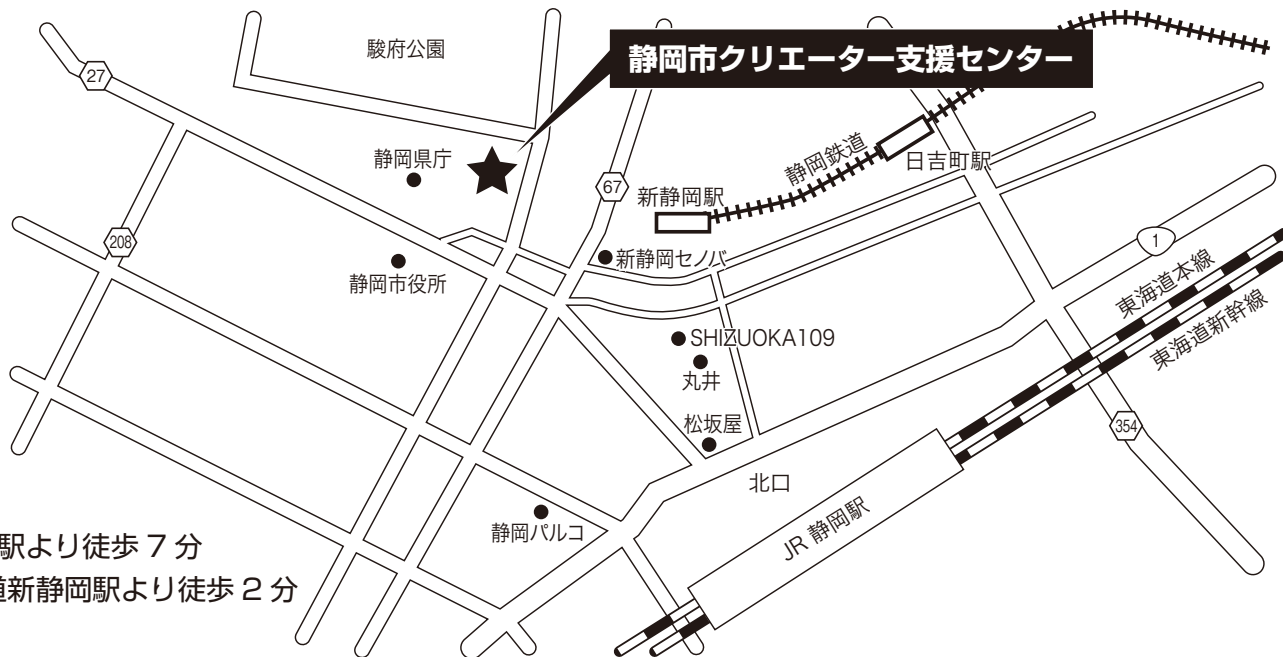 駿府公園
27
静岡市クリエーター支援センター
静岡県庁
67
静岡鉄道
日吉町駅
新静岡駅
208
静岡市役所
新静岡セノバ
1
東海道本線
東海道新幹線
SHIZUOKA109
丸井
松坂屋
354
北口
静岡パルコ
JR 静岡駅
駅より徒歩 7 分
道新静岡駅より徒歩 2 分